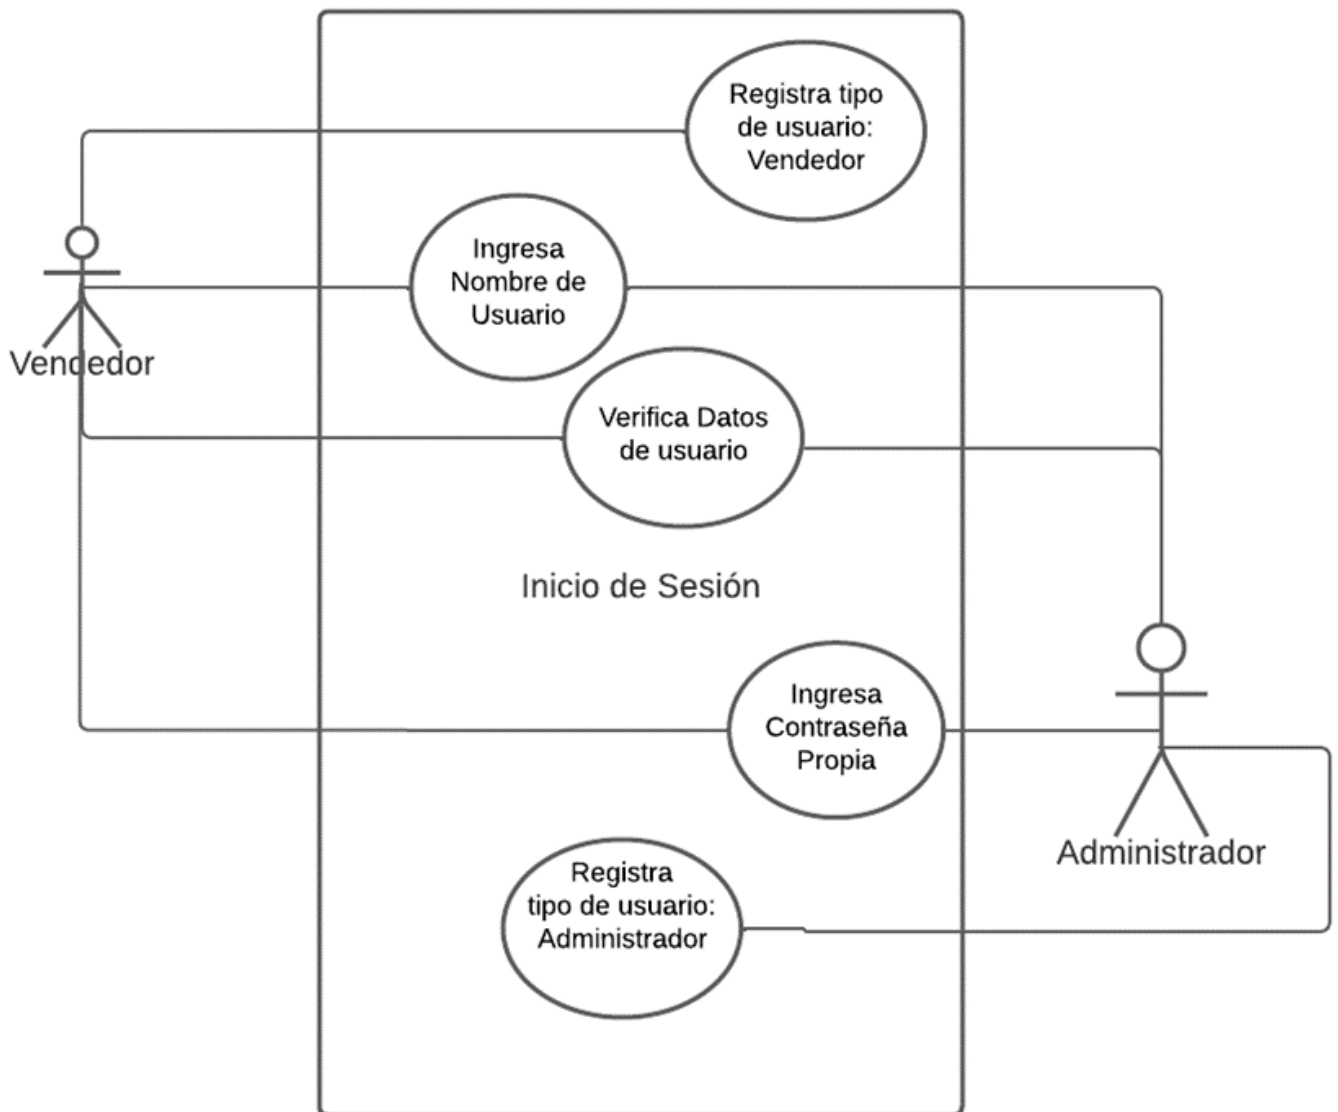 Registra tipo
de usuario:
Vendedor
Ingresa
Nombre de
Usuario
Vendedor
Verifica Datos
de usuario
Inicio de Sesión
Ingresa
Contraseña
Propia
Administrador
Registra
tipo de usuario:
Administrador